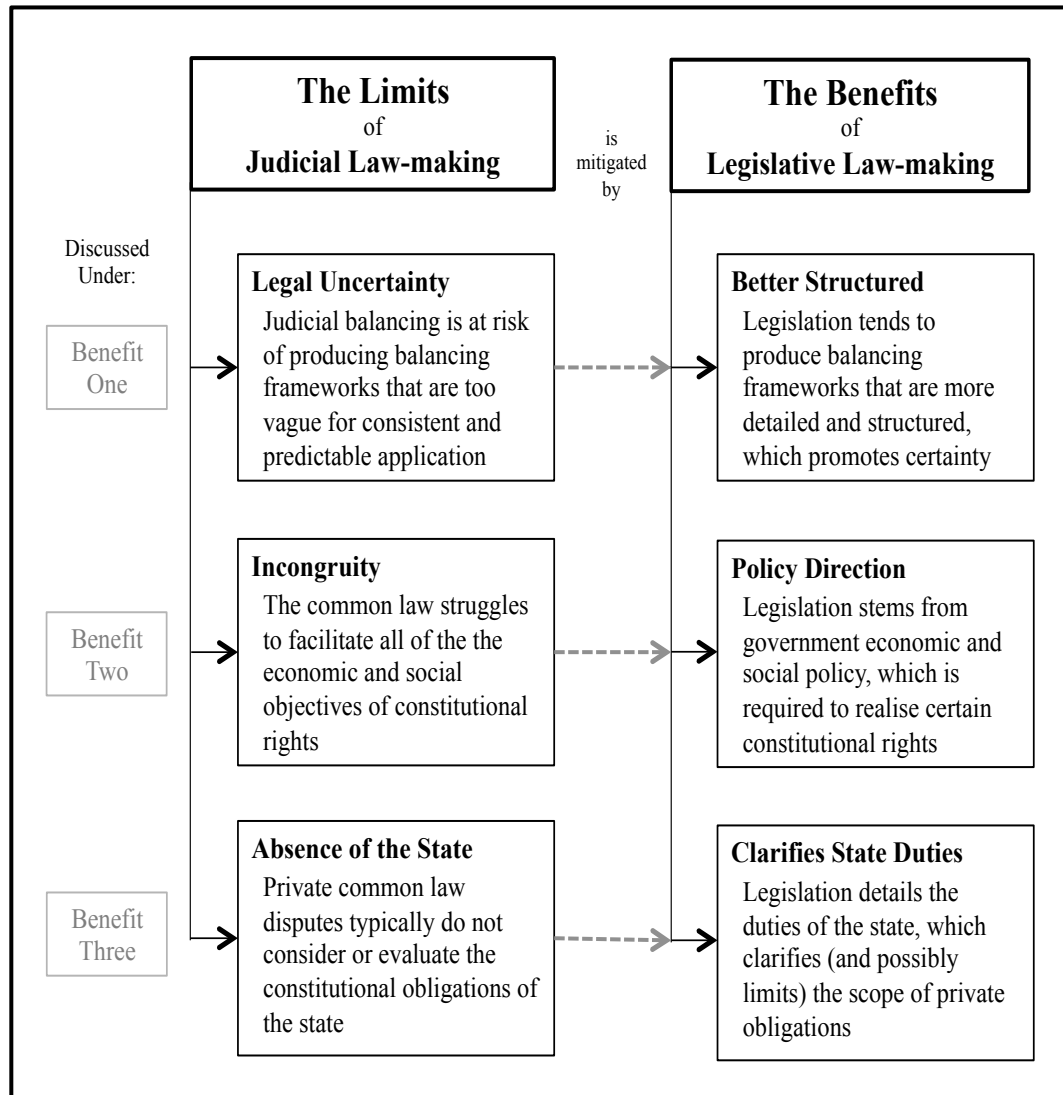 The Limits
of
Judicial Law-making
is
mitigated
by
The Benefits
of
Legislative Law-making
Discussed
Under:
Benefit
One
Legal Uncertainty
Judicial balancing is at risk
of producing balancing
frameworks that are too
vague for consistent and
predictable application
Better Structured
Legislation tends to
produce balancing
frameworks that are more
detailed and structured,
which promotes certainty
Benefit
Two
Incongruity
The common law struggles
to facilitate all of the the
economic and social
objectives of constitutional
rights
Policy Direction
Legislation stems from
government economic and
social policy, which is
required to realise certain
constitutional rights
Benefit
Three
Absence of the State
Private common law
disputes typically do not
consider or evaluate the
constitutional obligations of
the state
Clarifies State Duties
Legislation details the
duties of the state, which
clarifies (and possibly
limits) the scope of private
obligations